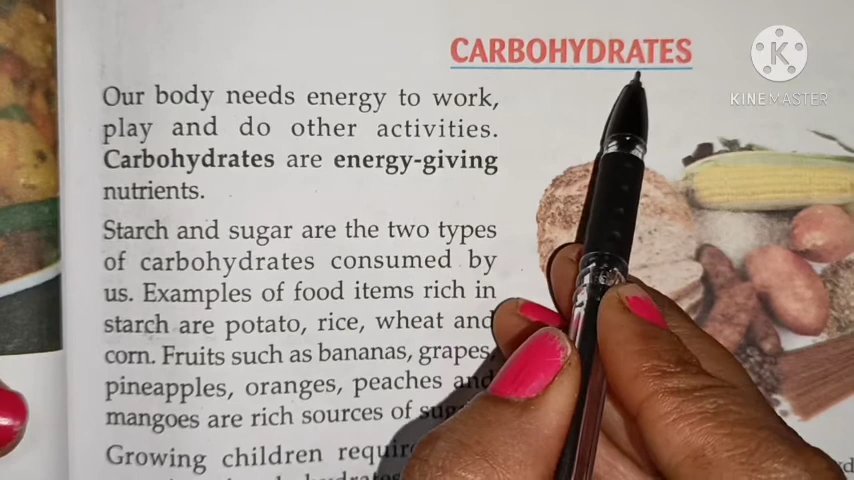 CARBOHYDRATES
Our body needs energy to work,
play and do other activities.
Carbohydrates are energy-giving
nutrients.
Starch and sugar are the two types
of carbohydrates consumed by
us. Examples of food items rich in
starch are potato, rice, wheat and
corn. Fruits such as bananas, grapes,
pineapples, oranges, peaches and
mangoes are rich sources of
Growing children
K
KINEMASTER